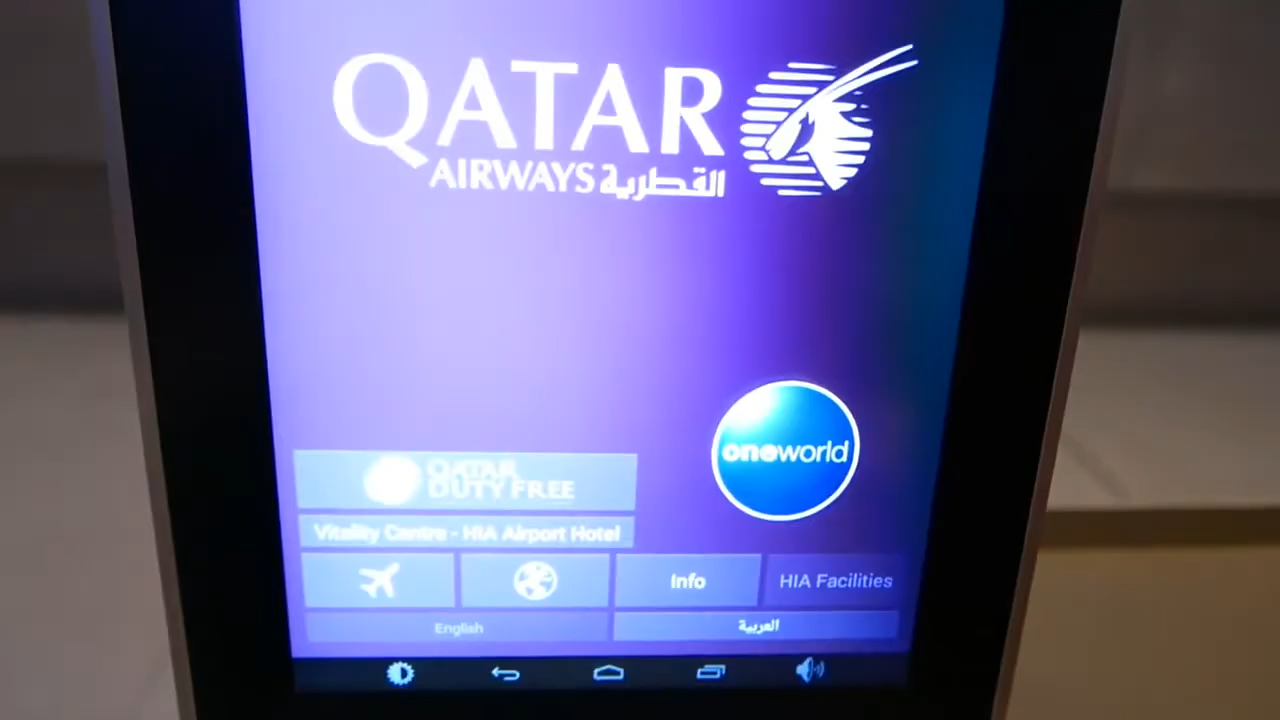 QATAR
AIRWAYS القطرية
oneworld
QATAR
DUTY FREE
Vitality Centre - HIA Airport Hotel
Info
HIA Facilities
English
العربية